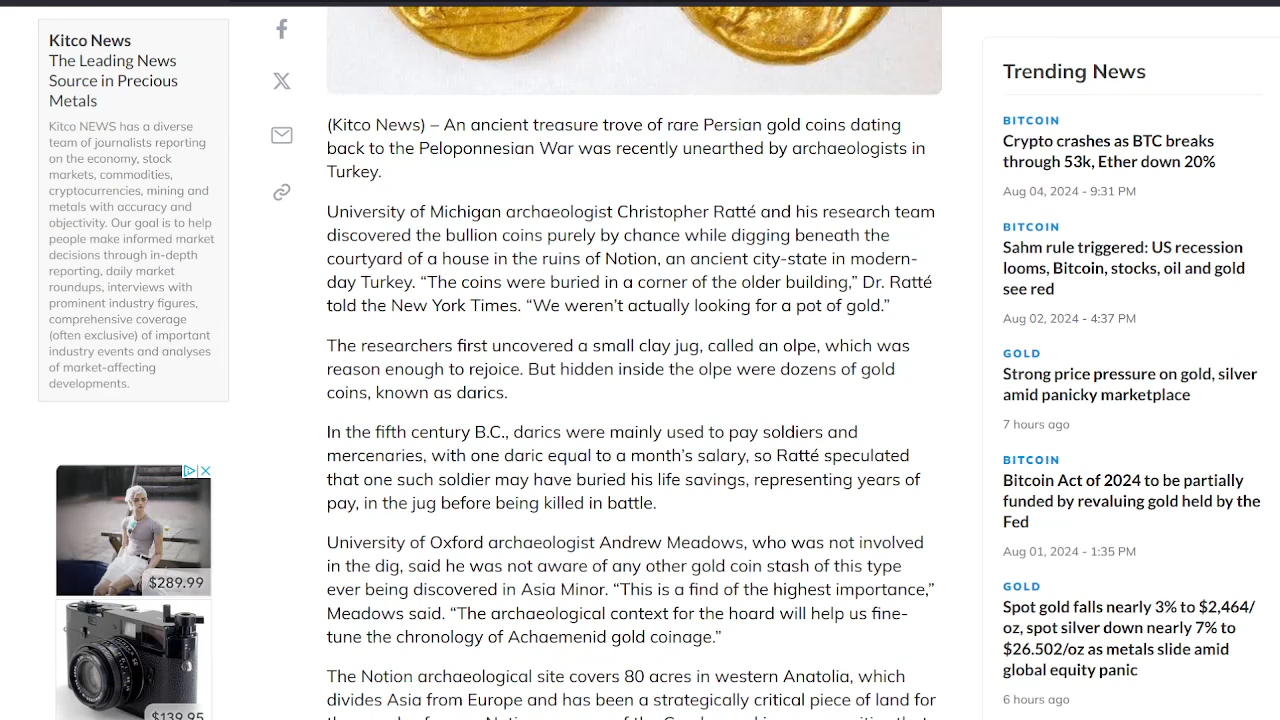 Kitco News
The Leading News
Source in Precious
Metals
Kitco NEWS has a diverse
team of journalists reporting
on the economy, stock
markets, commodities,
cryptocurrencies, mining and
metals with accuracy and
objectivity. Our goal is to help
people make informed market
decisions through in-depth
reporting, daily market
roundups, interviews with
prominent industry figures,
comprehensive coverage
(often exclusive) of important
industry events and analyses
of market-affecting
developments.
$289.99
$139.95
(Kitco News) – An ancient treasure trove of rare Persian gold coins dating
back to the Peloponnesian War was recently unearthed by archaeologists in
Turkey.
University of Michigan archaeologist Christopher Ratté and his research team
discovered the bullion coins purely by chance while digging beneath the
courtyard of a house in the ruins of Notion, an ancient city-state in modern-
day Turkey. “The coins were buried in a corner of the older building,” Dr. Ratté
told the New York Times. “We weren’t actually looking for a pot of gold.”
The researchers first uncovered a small clay jug, called an olpe, which was
reason enough to rejoice. But hidden inside the olpe were dozens of gold
coins, known as darics.
In the fifth century B.C., darics were mainly used to pay soldiers and
mercenaries, with one daric equal to a month’s salary, so Ratté speculated
that one such soldier may have buried his life savings, representing years of
pay, in the jug before being killed in battle.
University of Oxford archaeologist Andrew Meadows, who was not involved
in the dig, said he was not aware of any other gold coin stash of this type
ever being discovered in Asia Minor. “This is a find of the highest importance,”
Meadows said. “The archaeological context for the hoard will help us fine-
tune the chronology of Achaemenid gold coinage.”
The Notion archaeological site covers 80 acres in western Anatolia, which
divides Asia from Europe and has been a strategically critical piece of land for
Trending News
BITCOIN
Crypto crashes as BTC breaks
through 53k, Ether down 20%
Aug 04, 2024 - 9:31 PM
BITCOIN
Sahm rule triggered: US recession
looms, Bitcoin, stocks, oil and gold
see red
Aug 02, 2024 - 4:37 PM
GOLD
Strong price pressure on gold, silver
amid panicky marketplace
7 hours ago
BITCOIN
Bitcoin Act of 2024 to be partially
funded by revaluing gold held by the
Fed
Aug 01, 2024 - 1:35 PM
GOLD
Spot gold falls nearly 3% to $2,464/
oz, spot silver down nearly 7% to
$26.502/oz as metals slide amid
global equity panic
6 hours ago